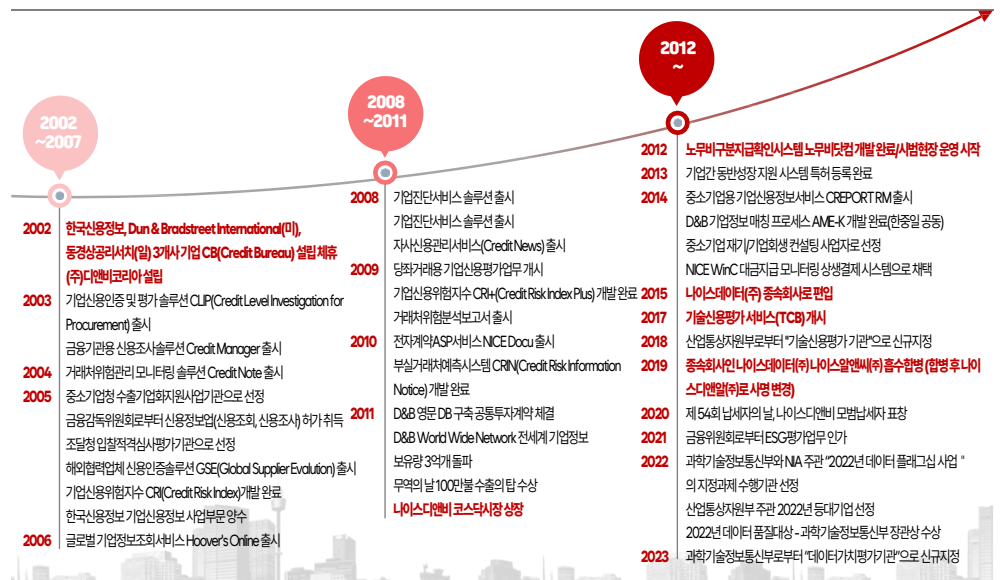 2002
~2007
2002
한국신용정보, Dun & Bradstreet International(미),
동경상공리서치(일) 3개사 기업 CB(Credit Bureau) 설립 체휴
(주)디앤비코리아 설립
2003
기업신용인증 및 평가 솔루션 CLIP(Credit Level Investigation for
Procurement) 출시
금융기관용 신용조사솔루션 Credit Manager 출시
2004
거래처위험관리 모니터링 솔루션 Credit Note 출시
2005
중소기업청 수출기업화지원사업기관으로 선정
금융감독위원회로부터 신용정보업(신용조회, 신용조사) 허가 취득
조달청 입찰적격심사평가기관으로 선정
해외협력업체 신용인증솔루션 GSE(Global Supplier Evalution) 출시
기업신용위험지수 CRI(Credit Risk Index)개발 완료
한국신용정보 기업신용정보 사업부문 양수
2006
글로벌 기업정보조회서비스 Hoover's Online 출시
2008
~2011
2008
기업진단서비스 솔루션 출시
기업진단서비스 솔루션 출시
자사신용관리서비스(Credit News) 출시
2009
당좌거래용 기업신용평가업무 개시
기업신용위험지수 CRI+(Credit Risk Index Plus) 개발 완료
거래처위험분석보고서 출시
2010
전자계약ASP서비스 NICE Docu 출시
부실거래처예측시스템 CRIN(Credit Risk Information
Notice) 개발 완료
2011
D&B 영문 DB 구축 공동투자계약 체결
D&B World Wide Network 전세계 기업정보
보유량 3억개 돌파
무역의 날 100만불 수출의 탑 수상
나이스디앤비 코스닥시장 상장
2012
~
2012
노무비구분지급확인시스템 노무비닷컴 개발 완료/시범현장 운영 시작
2013
기업간 동반성장 지원 시스템 특허 등록 완료
2014
중소기업용 기업신용정보서비스 CREPORT RM 출시
D&B 기업정보 매칭 프로세스 AME-K 개발 완료(한중일 공동)
중소기업 재기/기업회생 컨설팅 사업자로 선정
NICE WinC 대금지급 모니터링 상생결제 시스템으로 채택
2015
나이스데이터(주) 종속회사로 편입
2017
기술신용평가 서비스(TCB) 개시
2018
산업통상자원부로부터 "기술신용평가 기관"으로 신규지정
2019
종속회사인 나이스데이터㈜ 나이스알앤씨㈜ 흡수합병 (합병 후 나이
스디앤알㈜로 사명 변경)
2020
제 54회 납세자의 날, 나이스디앤비 모범납세자 표창
2021
금융위원회로부터 ESG평가업무 인가
2022
과학기술정보통신부와 NIA 주관 "2022년 데이터 플래그십 사업 "
의 지정과제 수행기관 선정
산업통상자원부 주관 2022년 등대기업 선정
2022년 데이터 품질대상 - 과학기술정보통신부 장관상 수상
2023
과학기술정보통신부로부터 "데이터가치평가기관"으로 신규지정